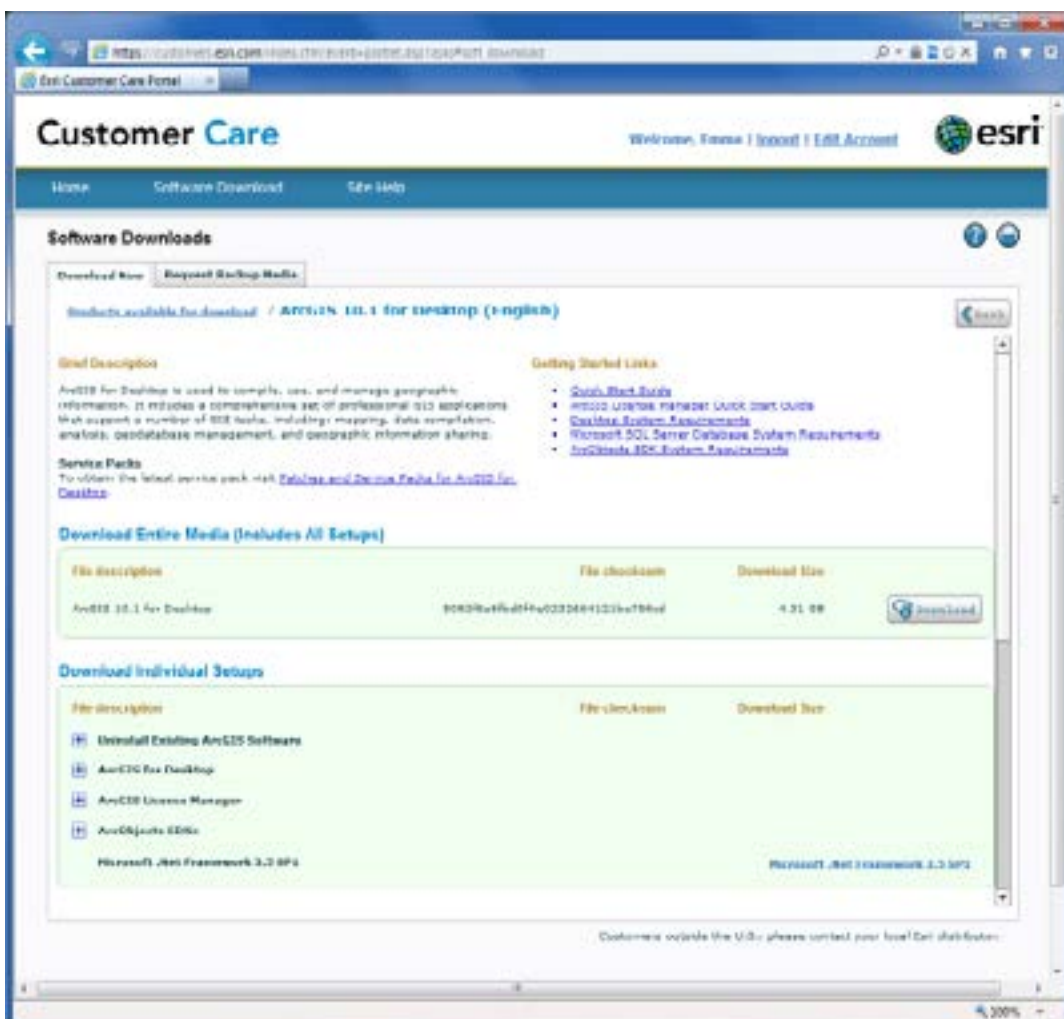 Esri Customer Care Portal
Customer Care
Welcome, Emma | Logout | Edit Account
esri
Home Software Download Site Help
Software Downloads
Download Now Request Backup Media
Products available for download / ArcGIS 10.1 for Desktop (English)
Back
Brief Description
ArcGIS for Desktop is used to compile, use, and manage geographic
information. It includes a comprehensive set of professional GIS applications
that support a number of GIS tasks, including: mapping, data compilation,
analysis, geodatabase management, and geographic information sharing.
Service Packs
To obtain the latest service pack visit Patches and Service Packs for ArcGIS for
Desktop.
Getting Started Links
Quick Start Guide
ArcGIS License Manager Quick Start Guide
Desktop System Requirements
Microsoft SQL Server Database System Requirements
ArcObjects SDK System Requirements
Download Entire Media (Includes All Setups)
File description File checksum Download Size
ArcGIS 10.1 for Desktop GB Download
Download Individual Setups
File description File checksum Download Size
Uninstall Existing ArcGIS Software
ArcGIS for Desktop
ArcGIS License Manager
ArcObjects SDKs
Microsoft .Net Framework 3.5 SP1 Microsoft .Net Framework 3.5 SP1
Customers outside the U.S., please contact your local Esri distributor.
100%